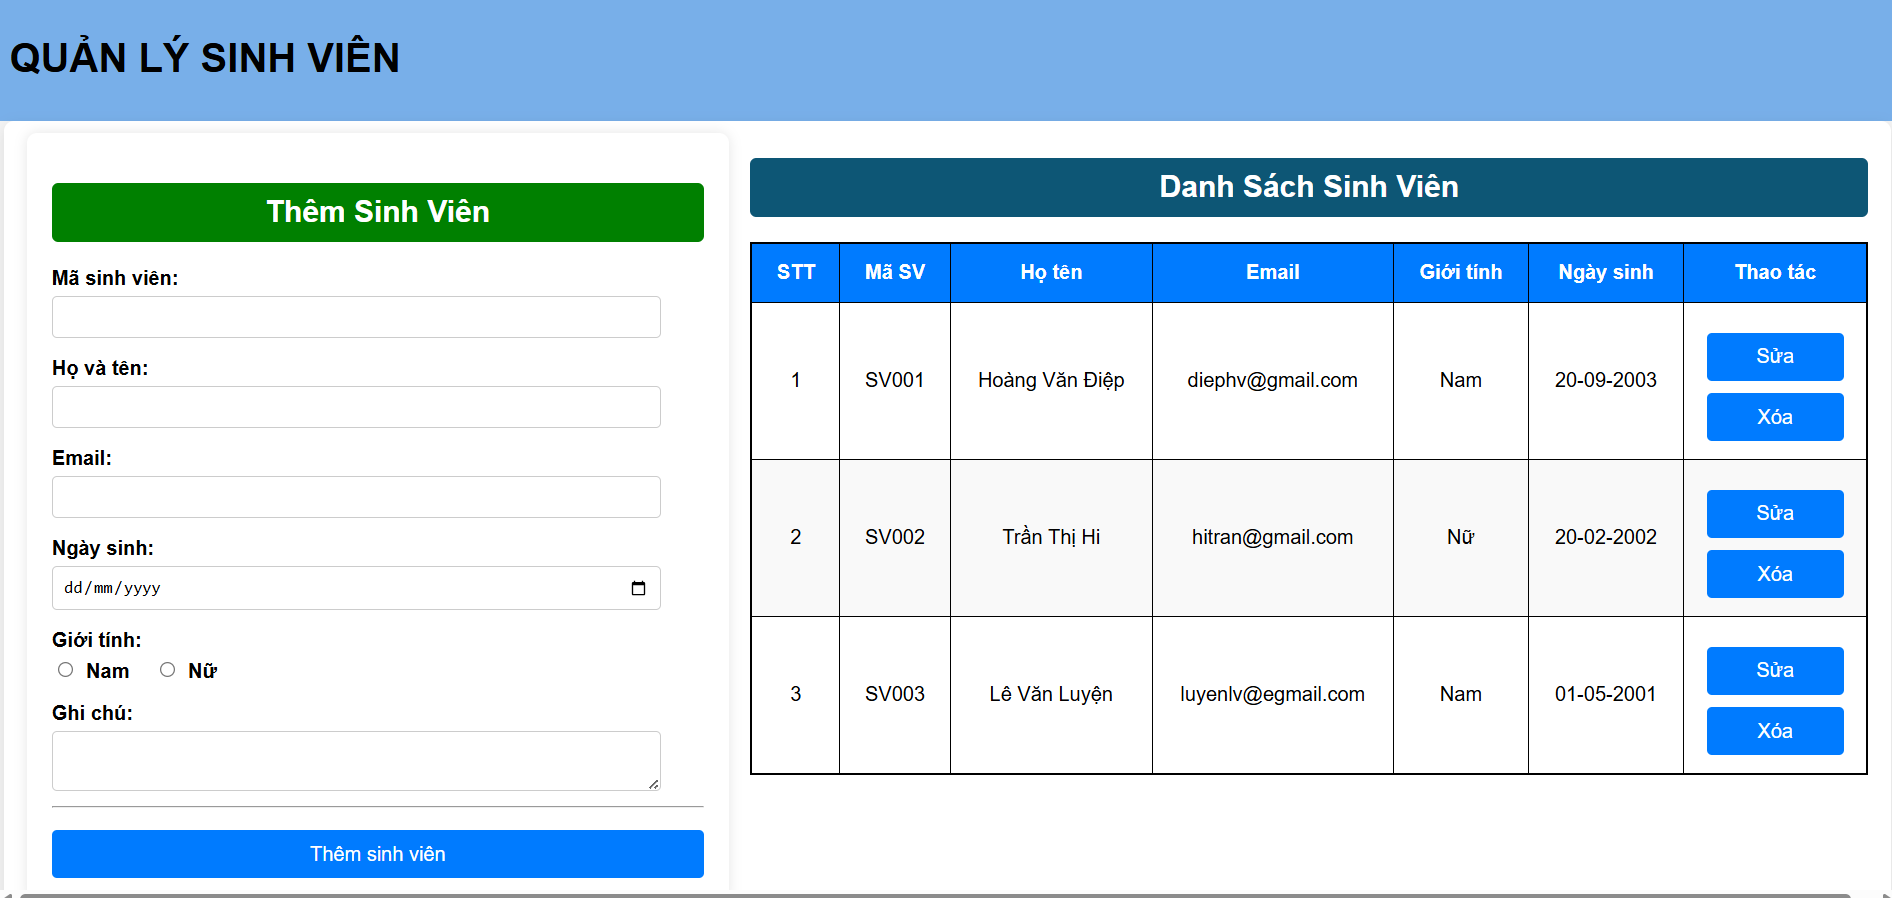 QUẢN LÝ SINH VIÊN
Thêm Sinh Viên
Mã sinh viên:
Họ và tên:
Email:
Ngày sinh:
dd/mm/yyyy
Giới tính:
Nam Nữ
Ghi chú:
Thêm sinh viên
Danh Sách Sinh Viên
STT Mã SV Họ tên Email Giới tính Ngày sinh Thao tác
1 SV001 Hoàng Văn Điệp diephv@gmail.com Nam 20-09-2003 Sửa
Xóa
2 SV002 Trần Thị Hi hitran@gmail.com Nữ 20-02-2002 Sửa
Xóa
3 SV003 Lê Văn Luyện luyenlv@egmail.com Nam 01-05-2001 Sửa
Xóa